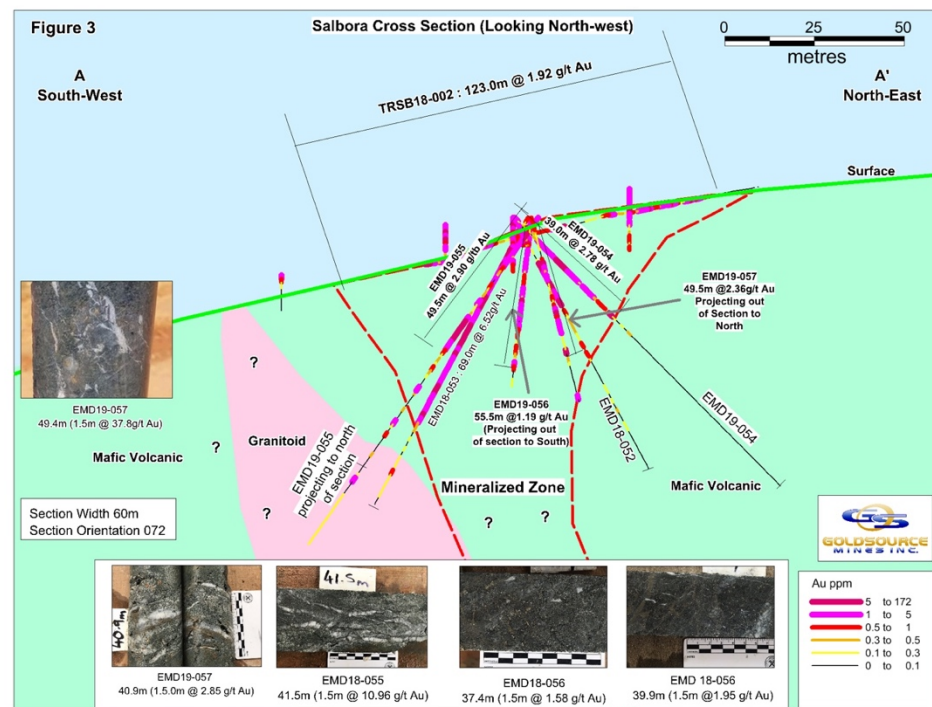 Figure 3
Salbora Cross Section (Looking North-west)
0 25 50
metres
A
South-West
A'
North-East
TRSB18-002 : 123.0m @ 1.92 g/t Au
Surface
EMD19-055
49.5m @ 2.90 g/tb Au
EMD19-054
39.0m @ 2.78 g/t Au
EMD19-057
49.5m @2.36g/t Au
Projecting out
of Section to
North
EMD18-053 : 69.0m @ 6.52g/t Au
EMD19-056
55.5m @1.19 g/t Au
(Projecting out
of section to South)
EMD18-052
EMD19-054
EMD19-055
projecting to north
of section
EMD19-057
49.4m (1.5m @ 37.8g/t Au)
?
Granitoid
?
?
Mafic Volcanic
Mineralized Zone
? ?
Mafic Volcanic
Section Width 60m
Section Orientation 072
GOLDSOURCE
MINES INC.
40.9m
41.5m
EMD19-057
40.9m (1.5.0m @ 2.85 g/t Au)
EMD18-055
41.5m (1.5m @ 10.96 g/t Au)
EMD18-056
37.4m (1.5m @ 1.58 g/t Au)
EMD 18-056
39.9m (1.5m @1.95 g/t Au)
Au ppm
5 to 172
1 to 5
0.5 to 1
0.3 to 0.5
0.1 to 0.3
0 to 0.1